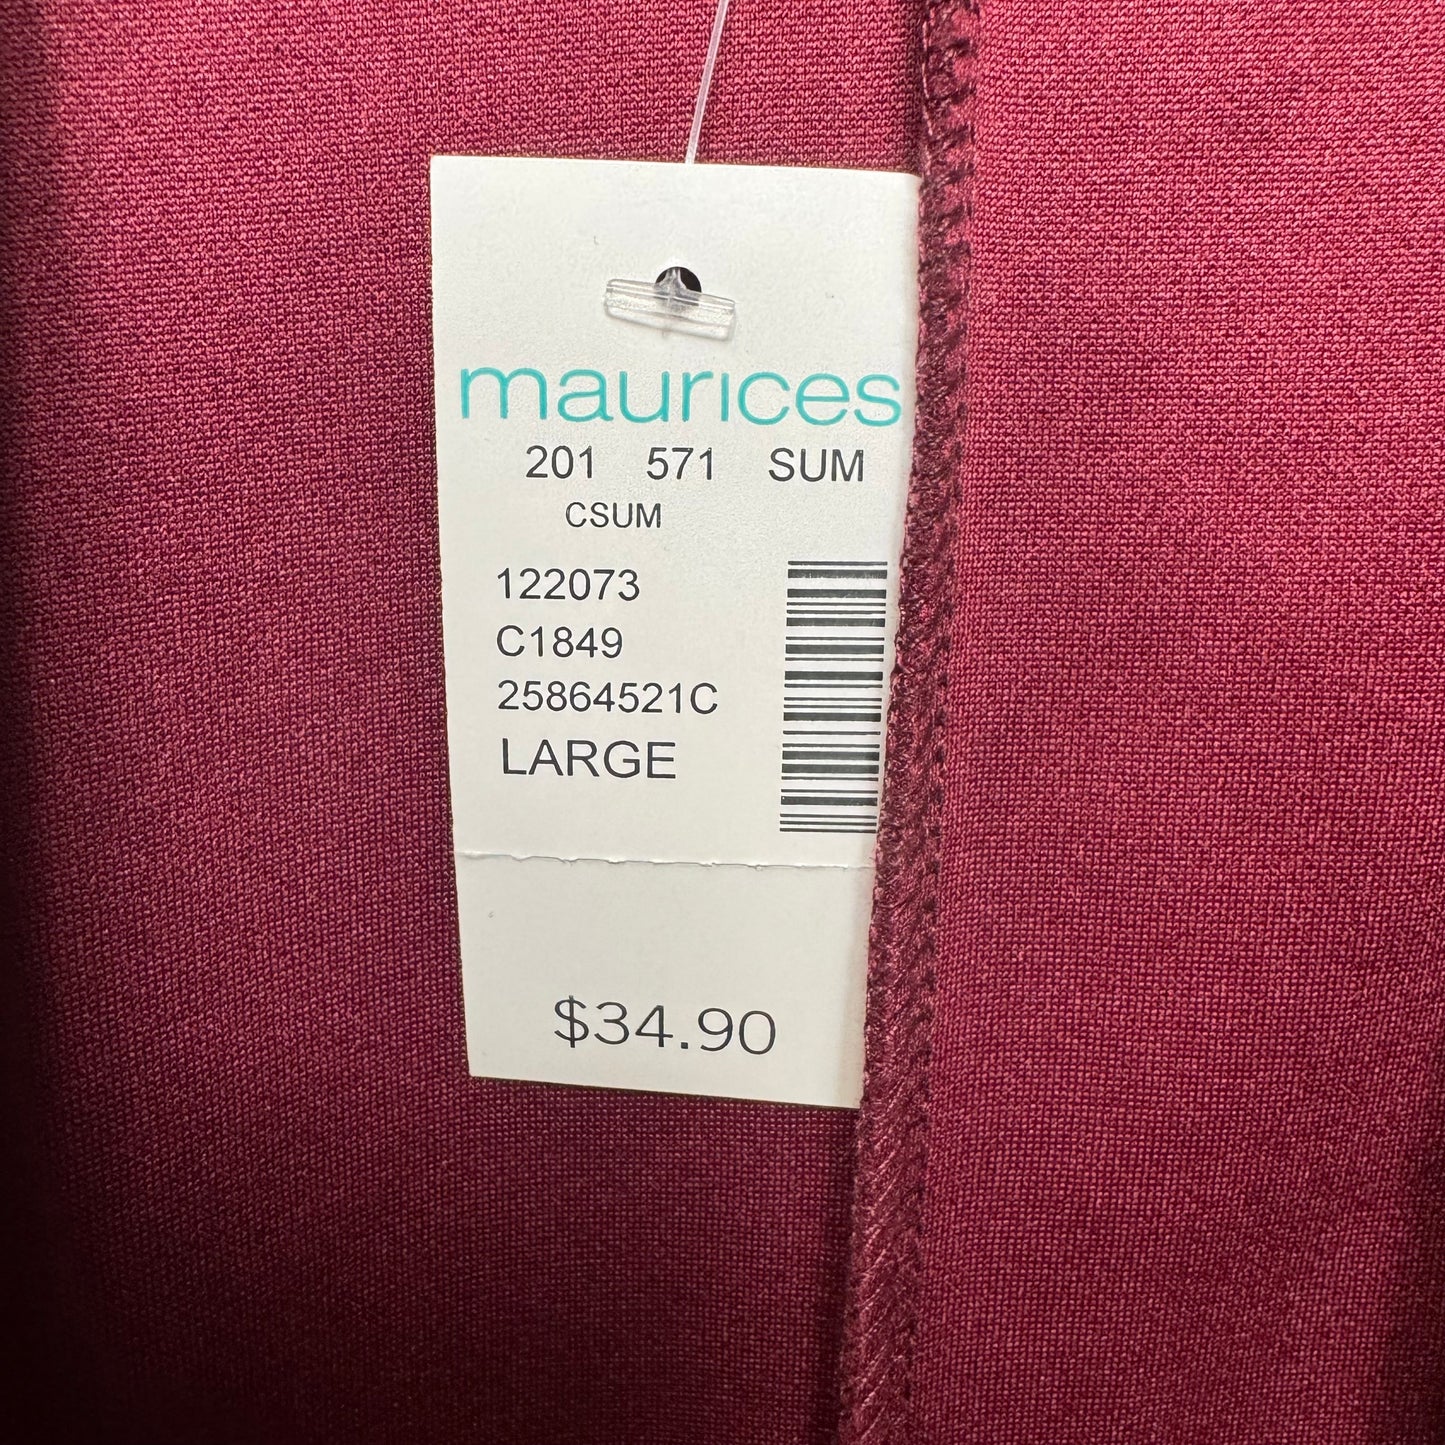 maurices
201 571 SUM
CSUM
122073
C1849
25864521C
LARGE
$34.90